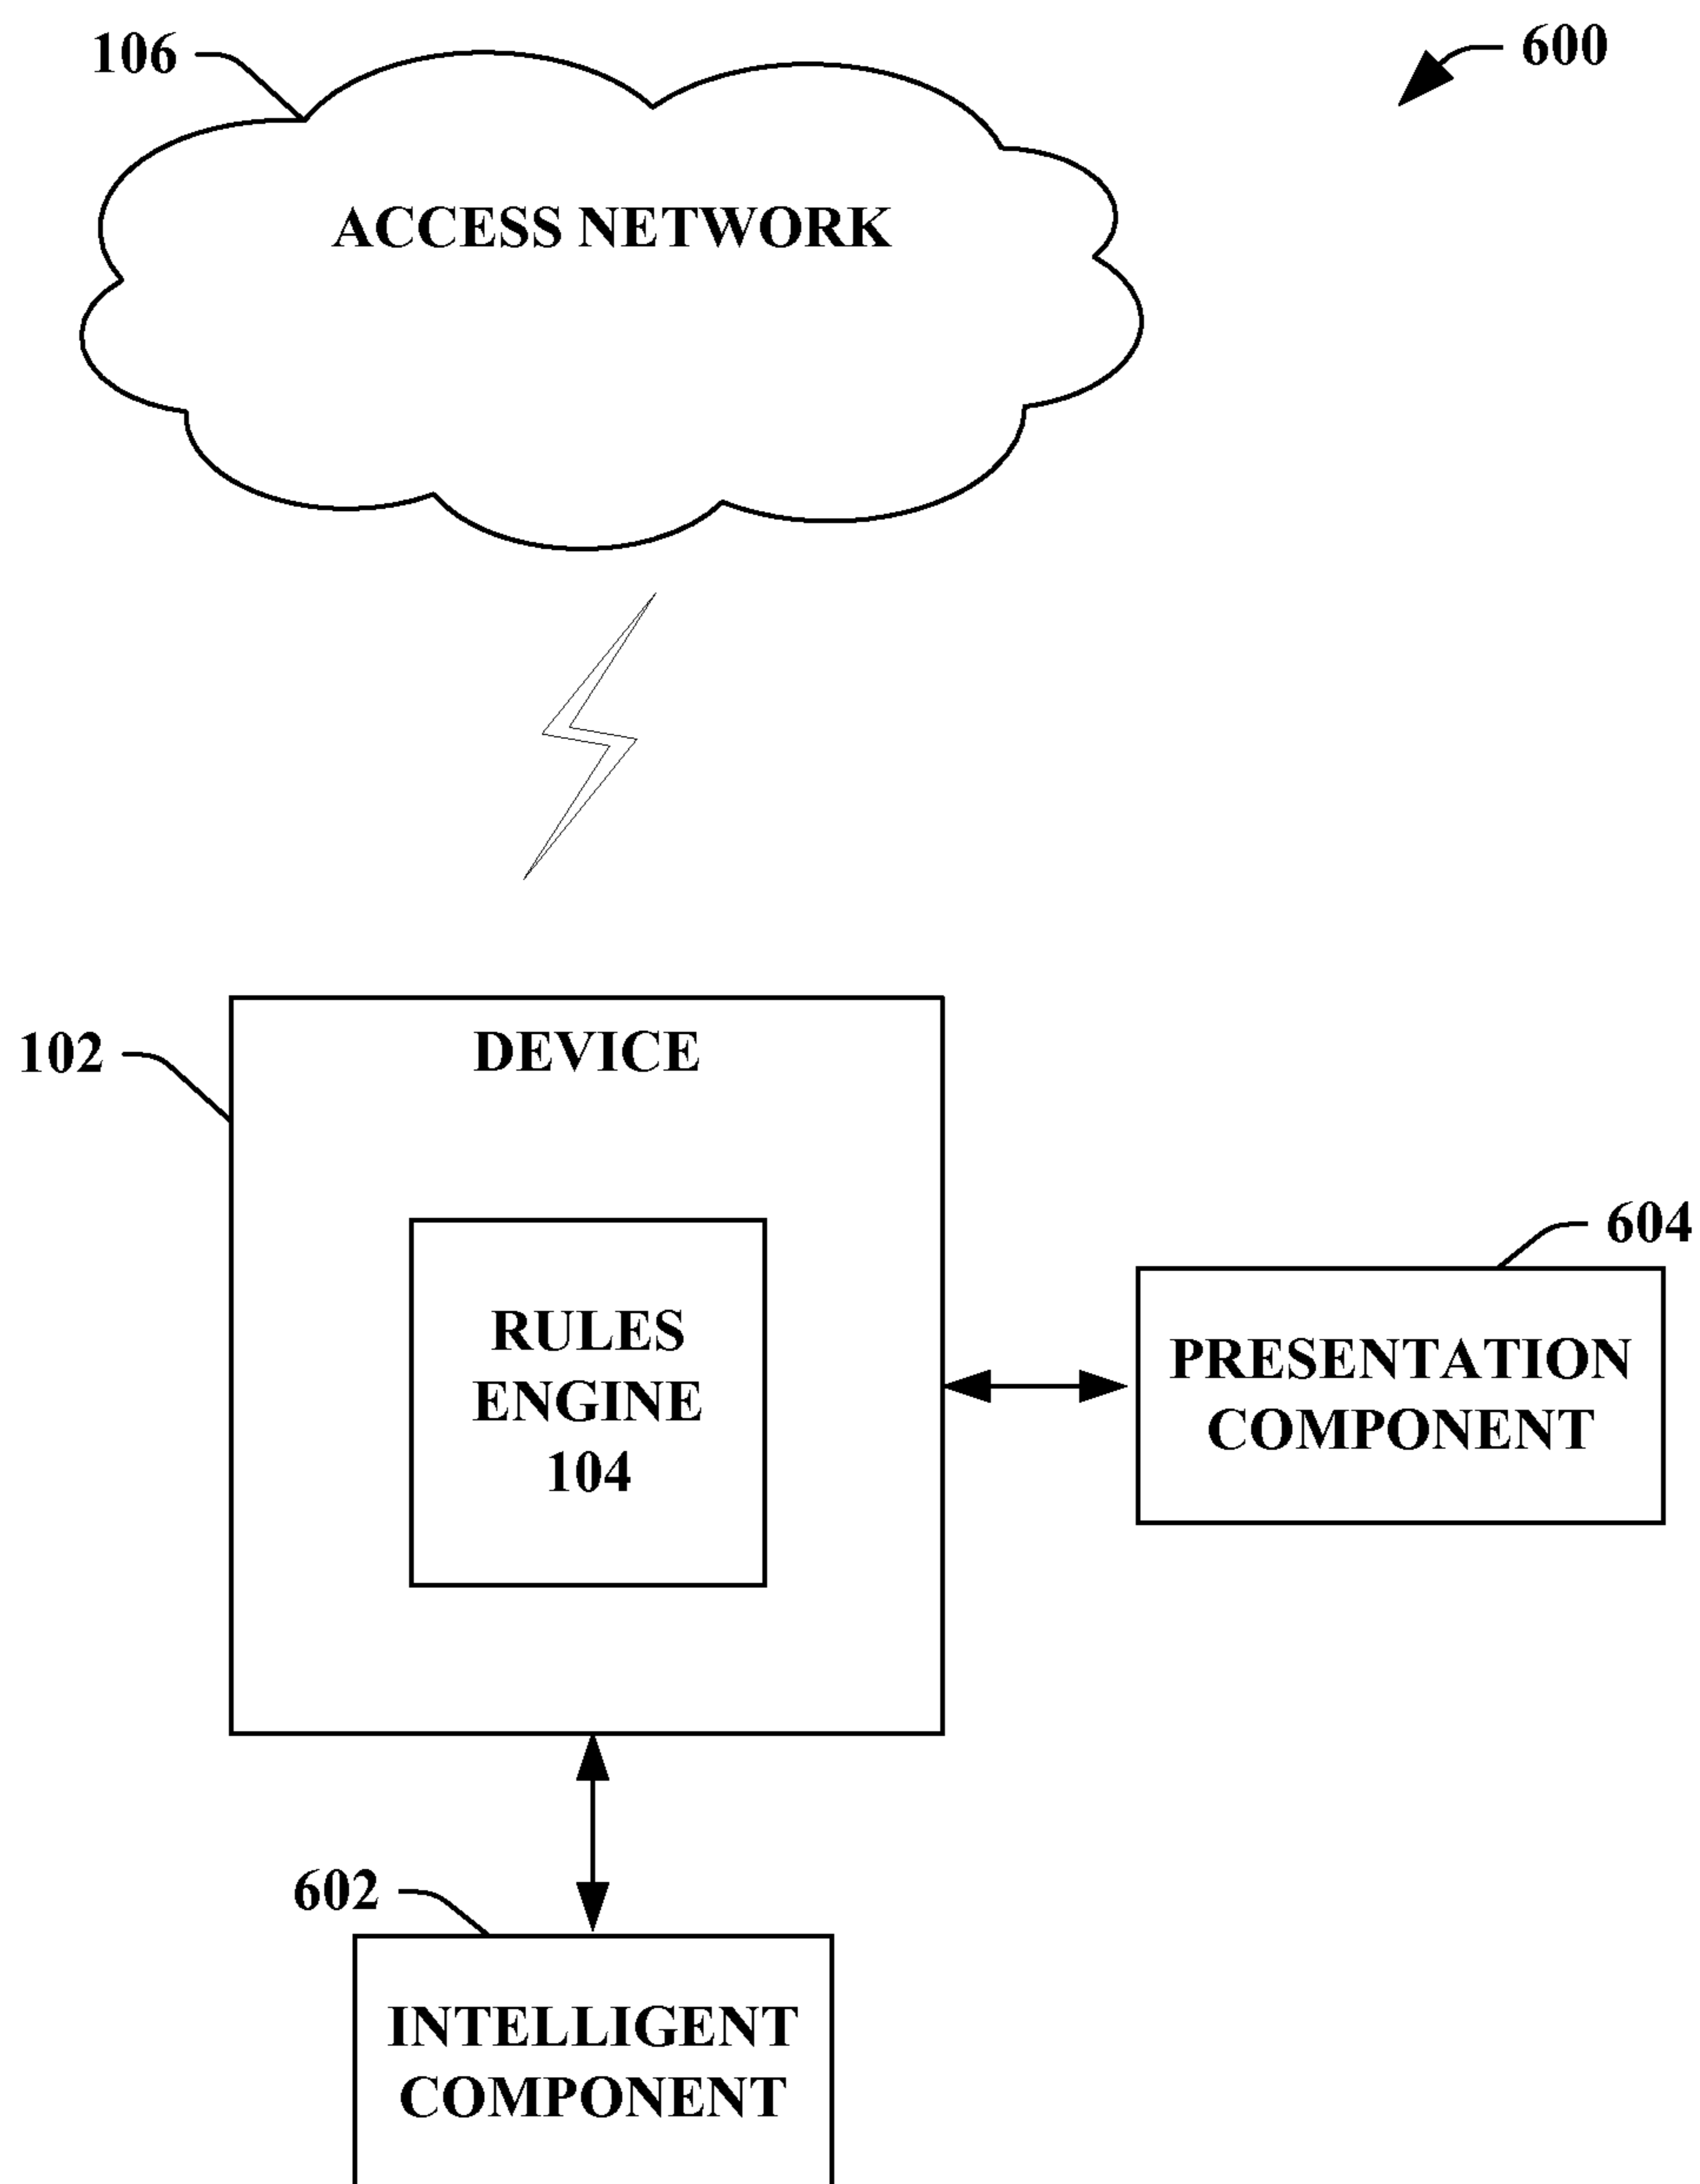 106
600
ACCESS NETWORK
102
DEVICE
RULES
ENGINE
104
604
PRESENTATION
COMPONENT
602
INTELLIGENT
COMPONENT